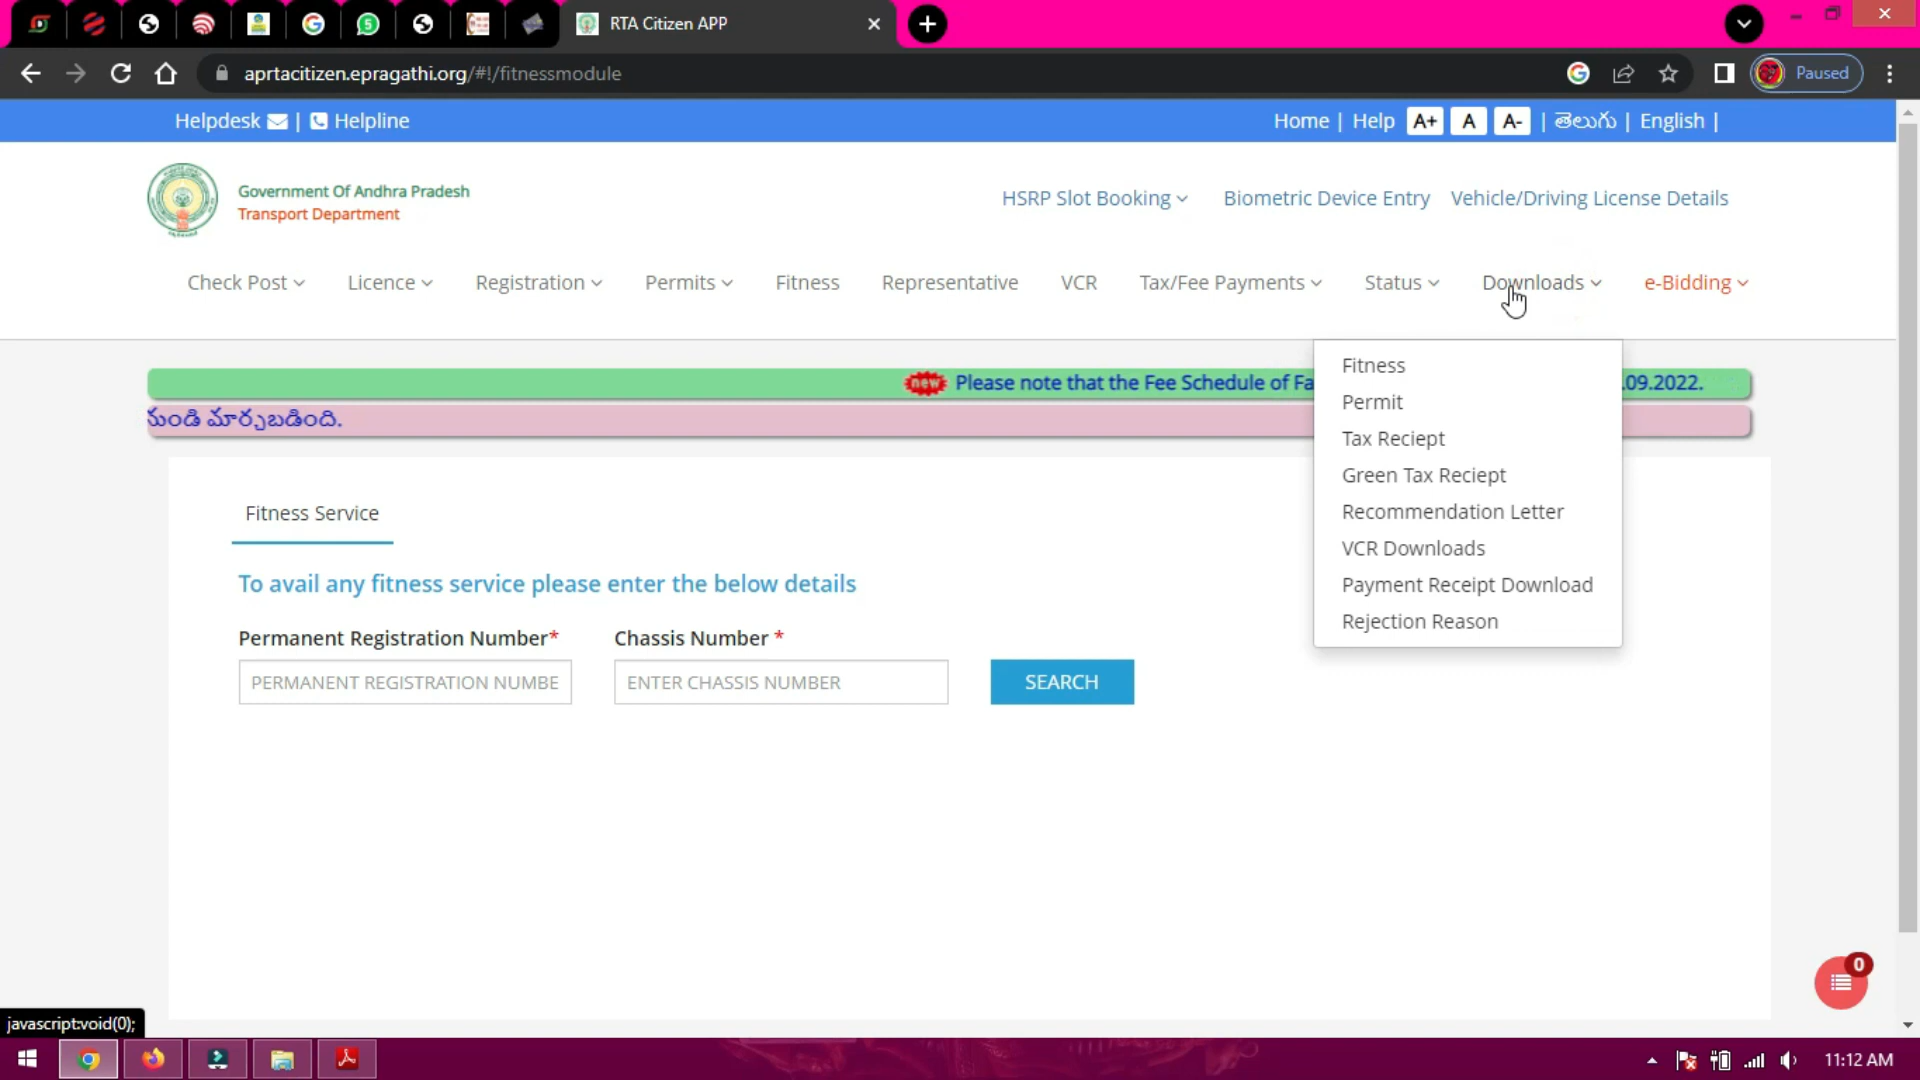 RTA Citizen APP
aprtacitizen.epragathi.org/#!/fitnessmodule
Paused
Helpdesk | Helpline
Home | Help A+ A A- | తెలుగు | English |
Government Of Andhra Pradesh
Transport Department
HSRP Slot Booking Biometric Device Entry Vehicle/Driving License Details
Check Post Licence Registration Permits Fitness Representative VCR Tax/Fee Payments Status Downloads e-Bidding
Fitness
Permit
Tax Reciept
Green Tax Reciept
Recommendation Letter
VCR Downloads
Payment Receipt Download
Rejection Reason
new Please note that the Fee Schedule of Fa .09.2022.
నుండి మార్చబడింది.
Fitness Service
To avail any fitness service please enter the below details
Permanent Registration Number* Chassis Number *
PERMANENT REGISTRATION NUMBE ENTER CHASSIS NUMBER SEARCH
0
javascript:void(0);
11:12 AM